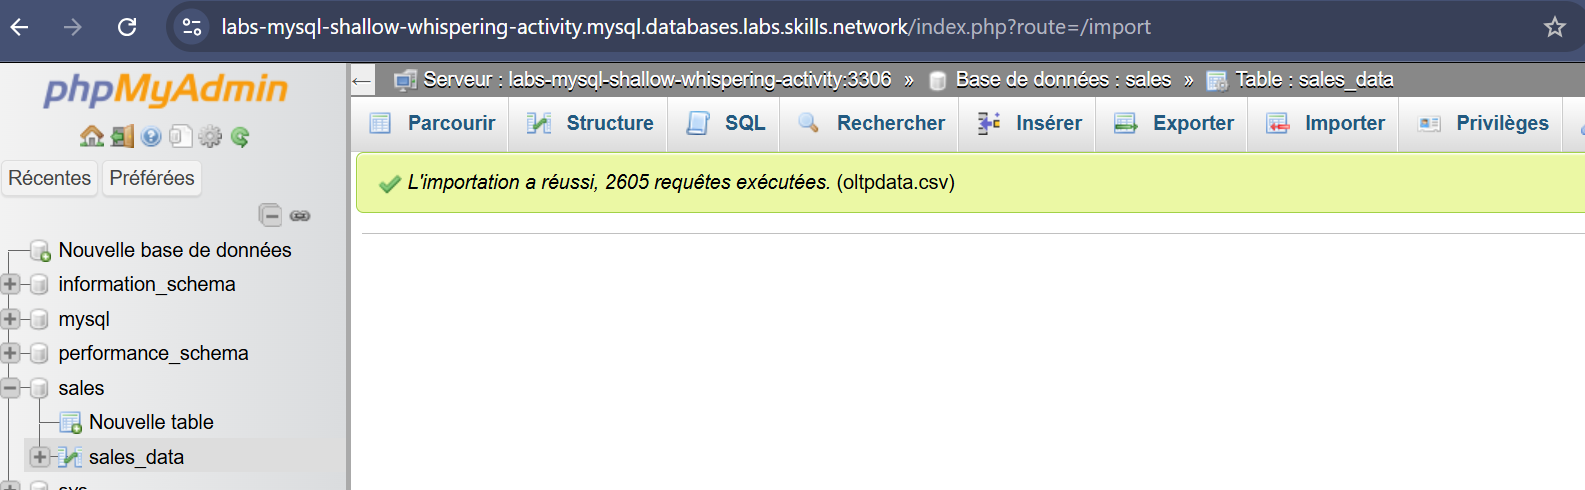 labs-mysql-shallow-whispering-activity.mysql.databases.labs.skills.network/index.php?route=/import
phpMyAdmin
Serveur : labs-mysql-shallow-whispering-activity:3306 » Base de données : sales » Table : sales_data
Parcourir Structure SQL Rechercher Insérer Exporter Importer Privilèges
L'importation a réussi, 2605 requêtes exécutées. (oltpdata.csv)
Récentes Préférées
Nouvelle base de données
information_schema
mysql
performance_schema
sales
Nouvelle table
sales_data
sys